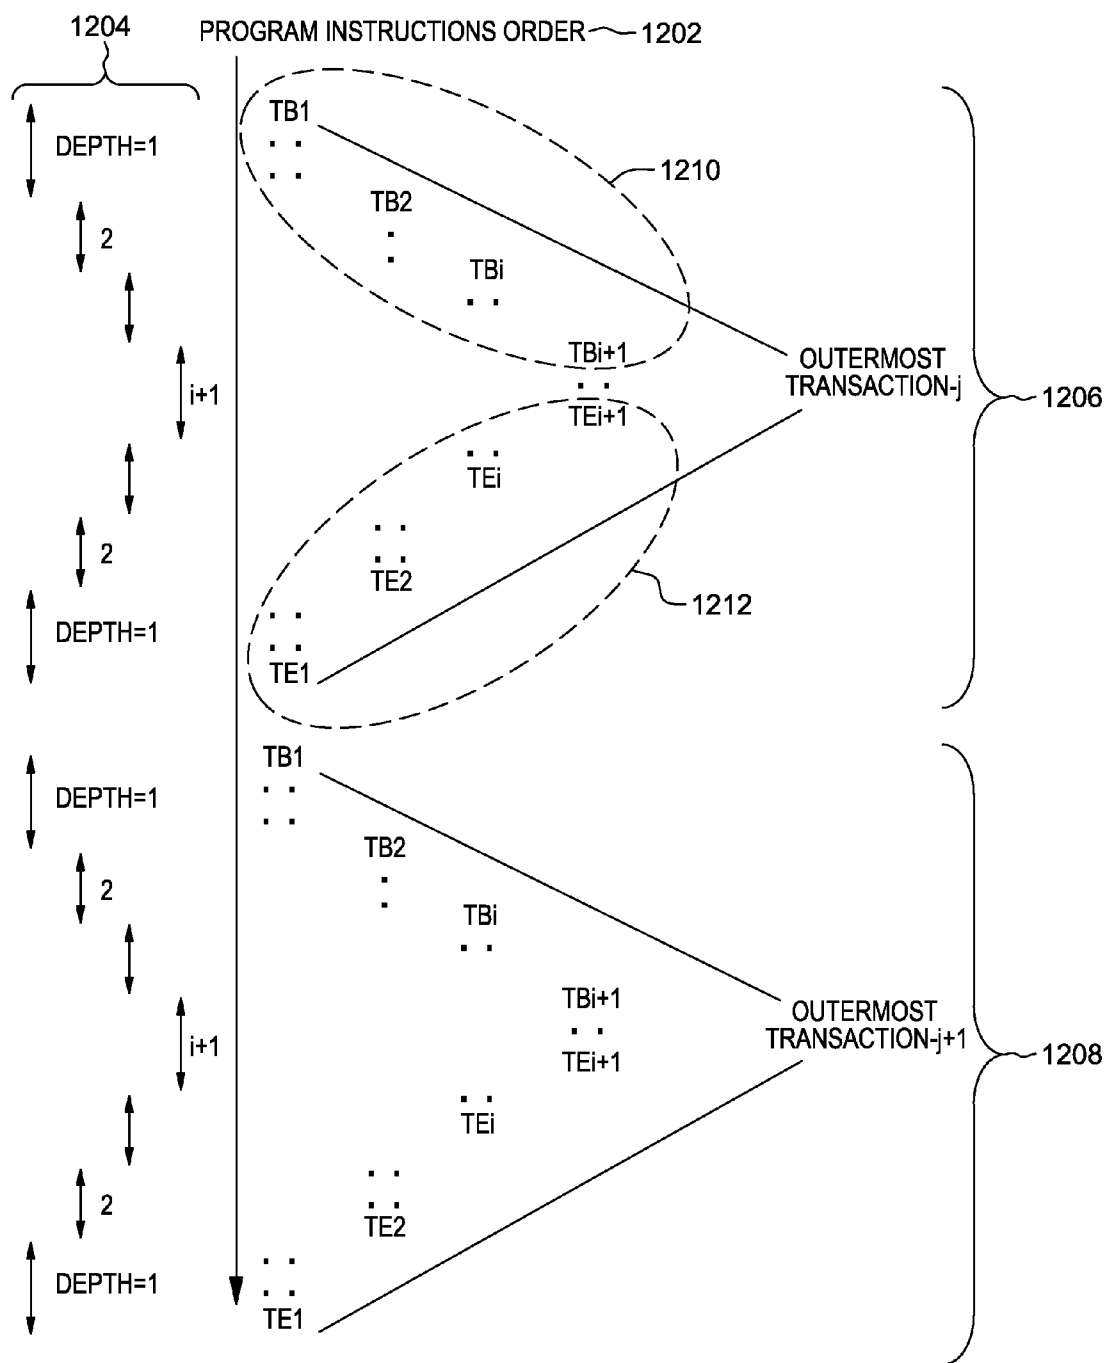 1204
PROGRAM INSTRUCTIONS ORDER
1202
TB1
DEPTH=1
1210
TB2
2
TBi
TBi+1
OUTERMOST
TRANSACTION-j
i+1
1206
TEi+1
TEi
2
TE2
1212
DEPTH=1
TE1
TB1
DEPTH=1
TB2
2
TBi
TBi+1
OUTERMOST
TRANSACTION-j+1
i+1
1208
TEi+1
TEi
2
TE2
DEPTH=1
TE1